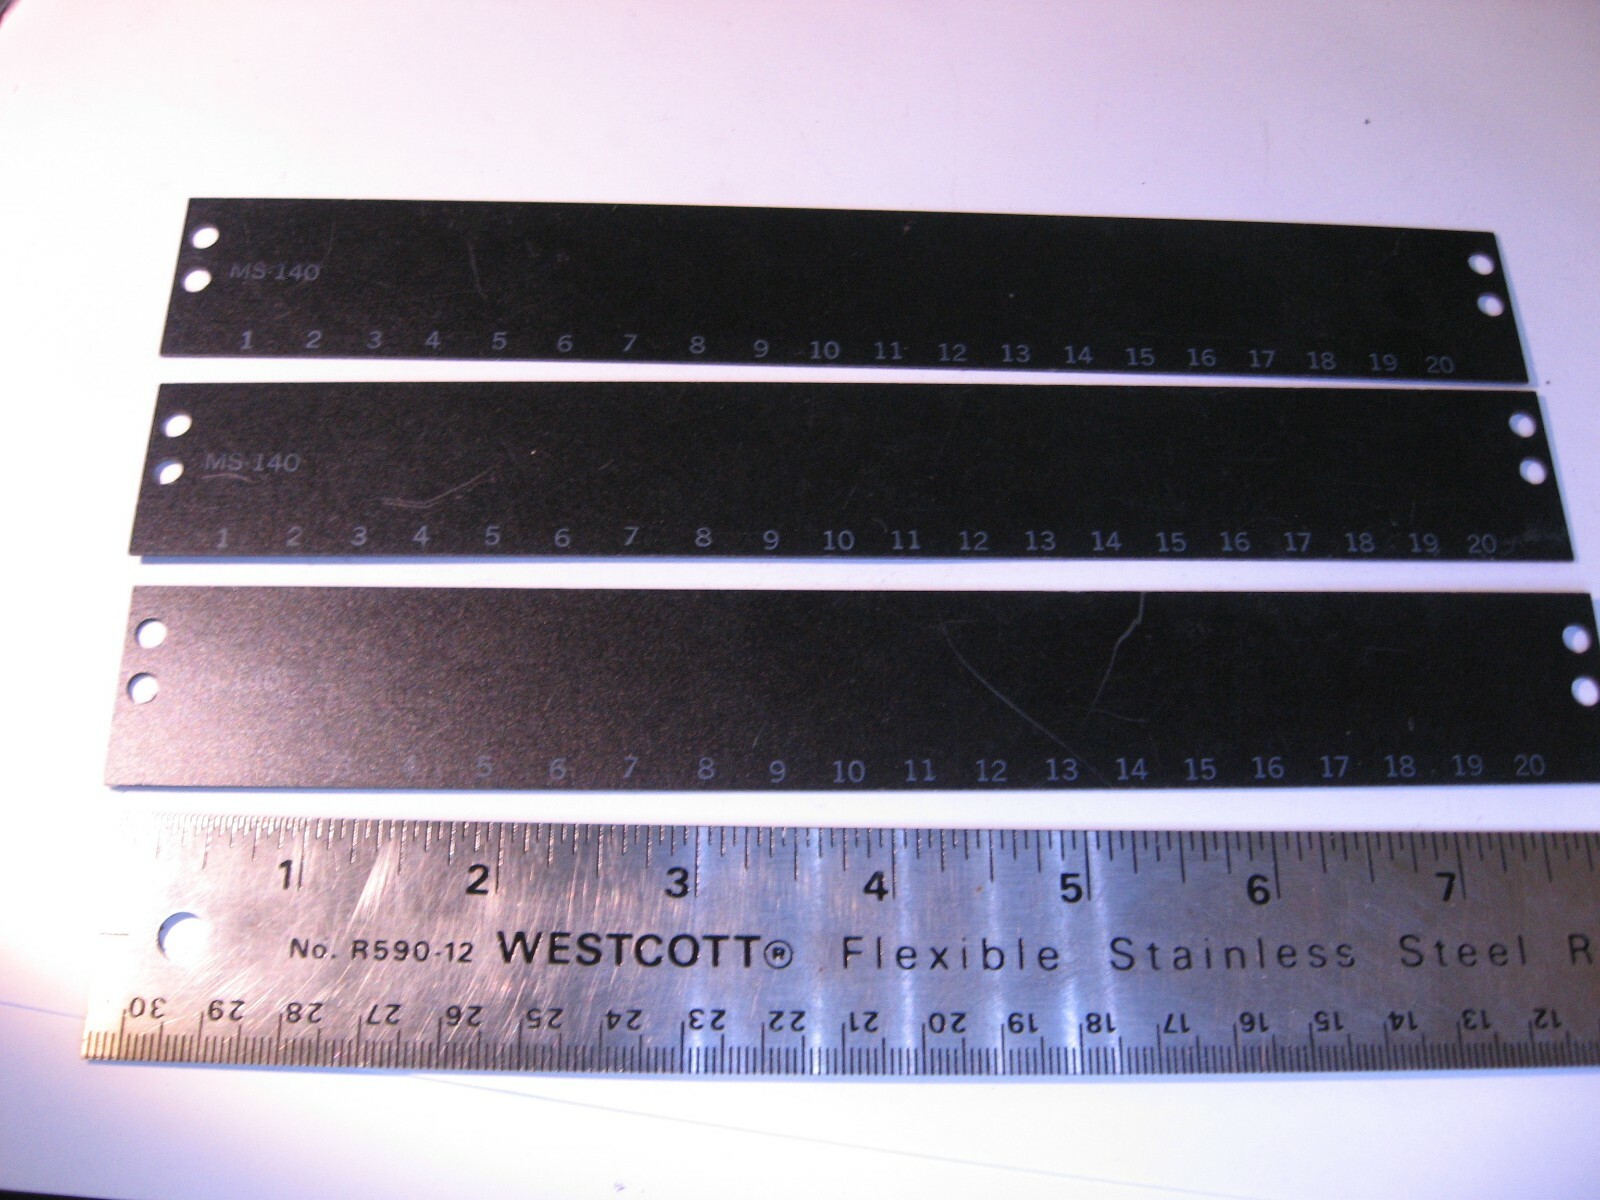 MS-140
1 2 3 4 5 6 7 8 9 10 11 12 13 14 15 16 17 18 19 20
MS-140
1 2 3 4 5 6 7 8 9 10 11 12 13 14 15 16 17 18 19 20
3 4 5 6 7 8 9 10 11 12 13 14 15 16 17 18 19 20
1 2 3 4 5 6 7
No. R590-12 WESTCOTT® Flexible Stainless Steel R
30 29 28 27 26 25 24 23 22 21 20 19 18 17 16 15 14 13 12